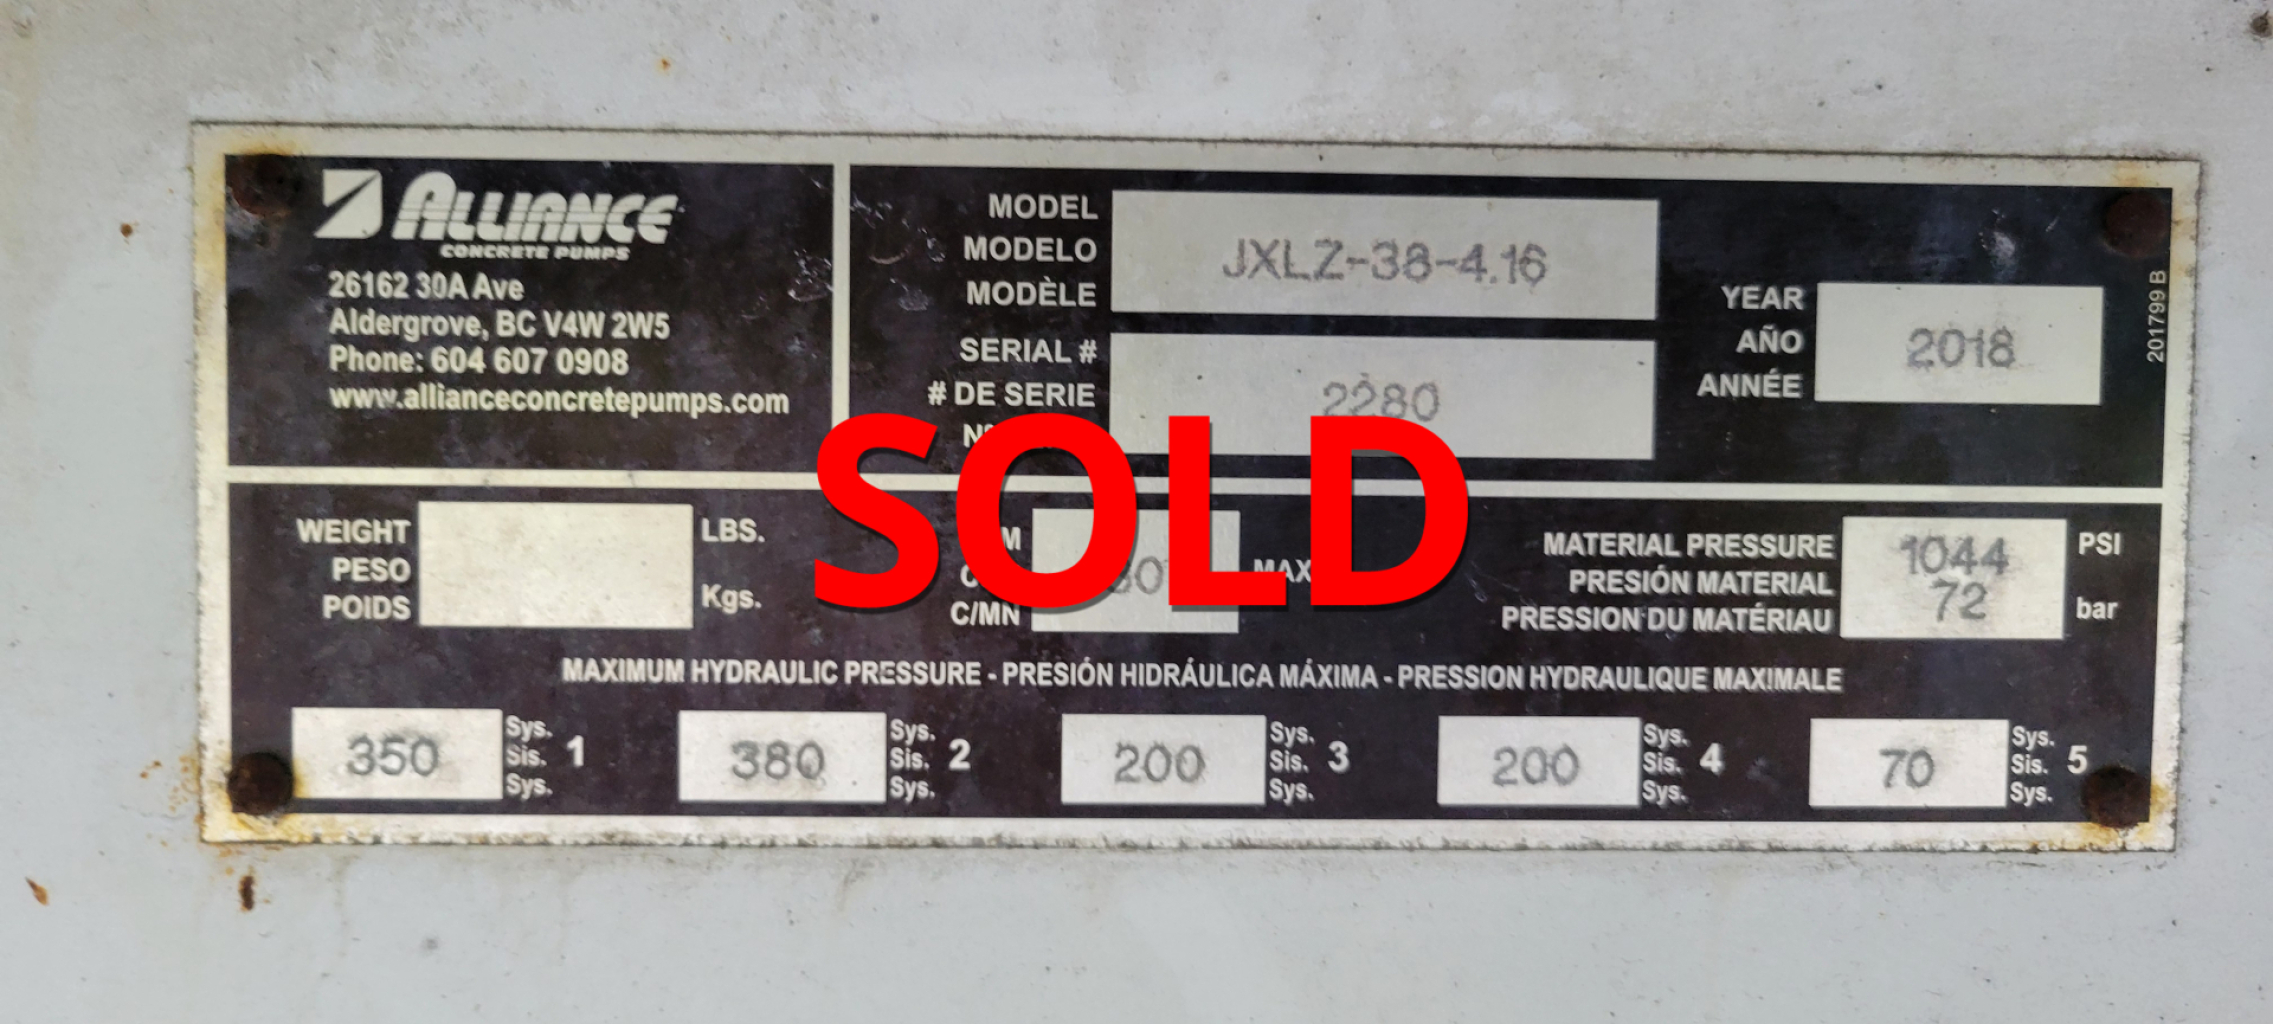 ALLIANCE
CONCRETE PUMPS
26162 30A Ave
Aldergrove, BC V4W 2W5
Phone: 604 607 0908
www.allianceconcretepumps.com
MODEL
MODELO
MODÈLE
JXLZ-38-4.16
SERIAL #
# DE SERIE
2280
YEAR
AÑO
ANNÉE
2018
201799 B
SOLD
WEIGHT
PESO
POIDS
LBS.
Kgs.
C/MN
MAX
MATERIAL PRESSURE
PRESIÓN MATERIAL
PRESSION DU MATÉRIAU
1044 PSI
72 bar
MAXIMUM HYDRAULIC PRESSURE - PRESIÓN HIDRÁULICA MÁXIMA - PRESSION HYDRAULIQUE MAXIMALE
350
Sys.
Sis. 1
Sys.
380
Sys.
Sis. 2
Sys.
200
Sys.
Sis. 3
Sys.
200
Sys.
Sis. 4
Sys.
70
Sys.
Sis. 5
Sys.